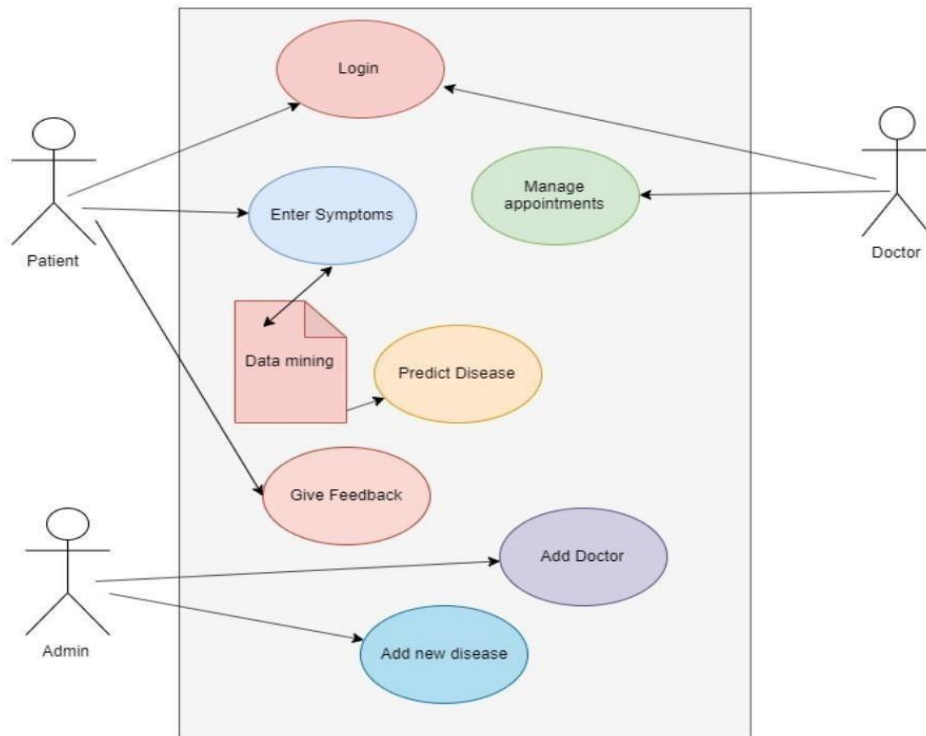 Login
Manage
appointments
Enter Symptoms
Patient
Doctor
Data mining
Predict Disease
Give Feedback
Add Doctor
Admin
Add new disease